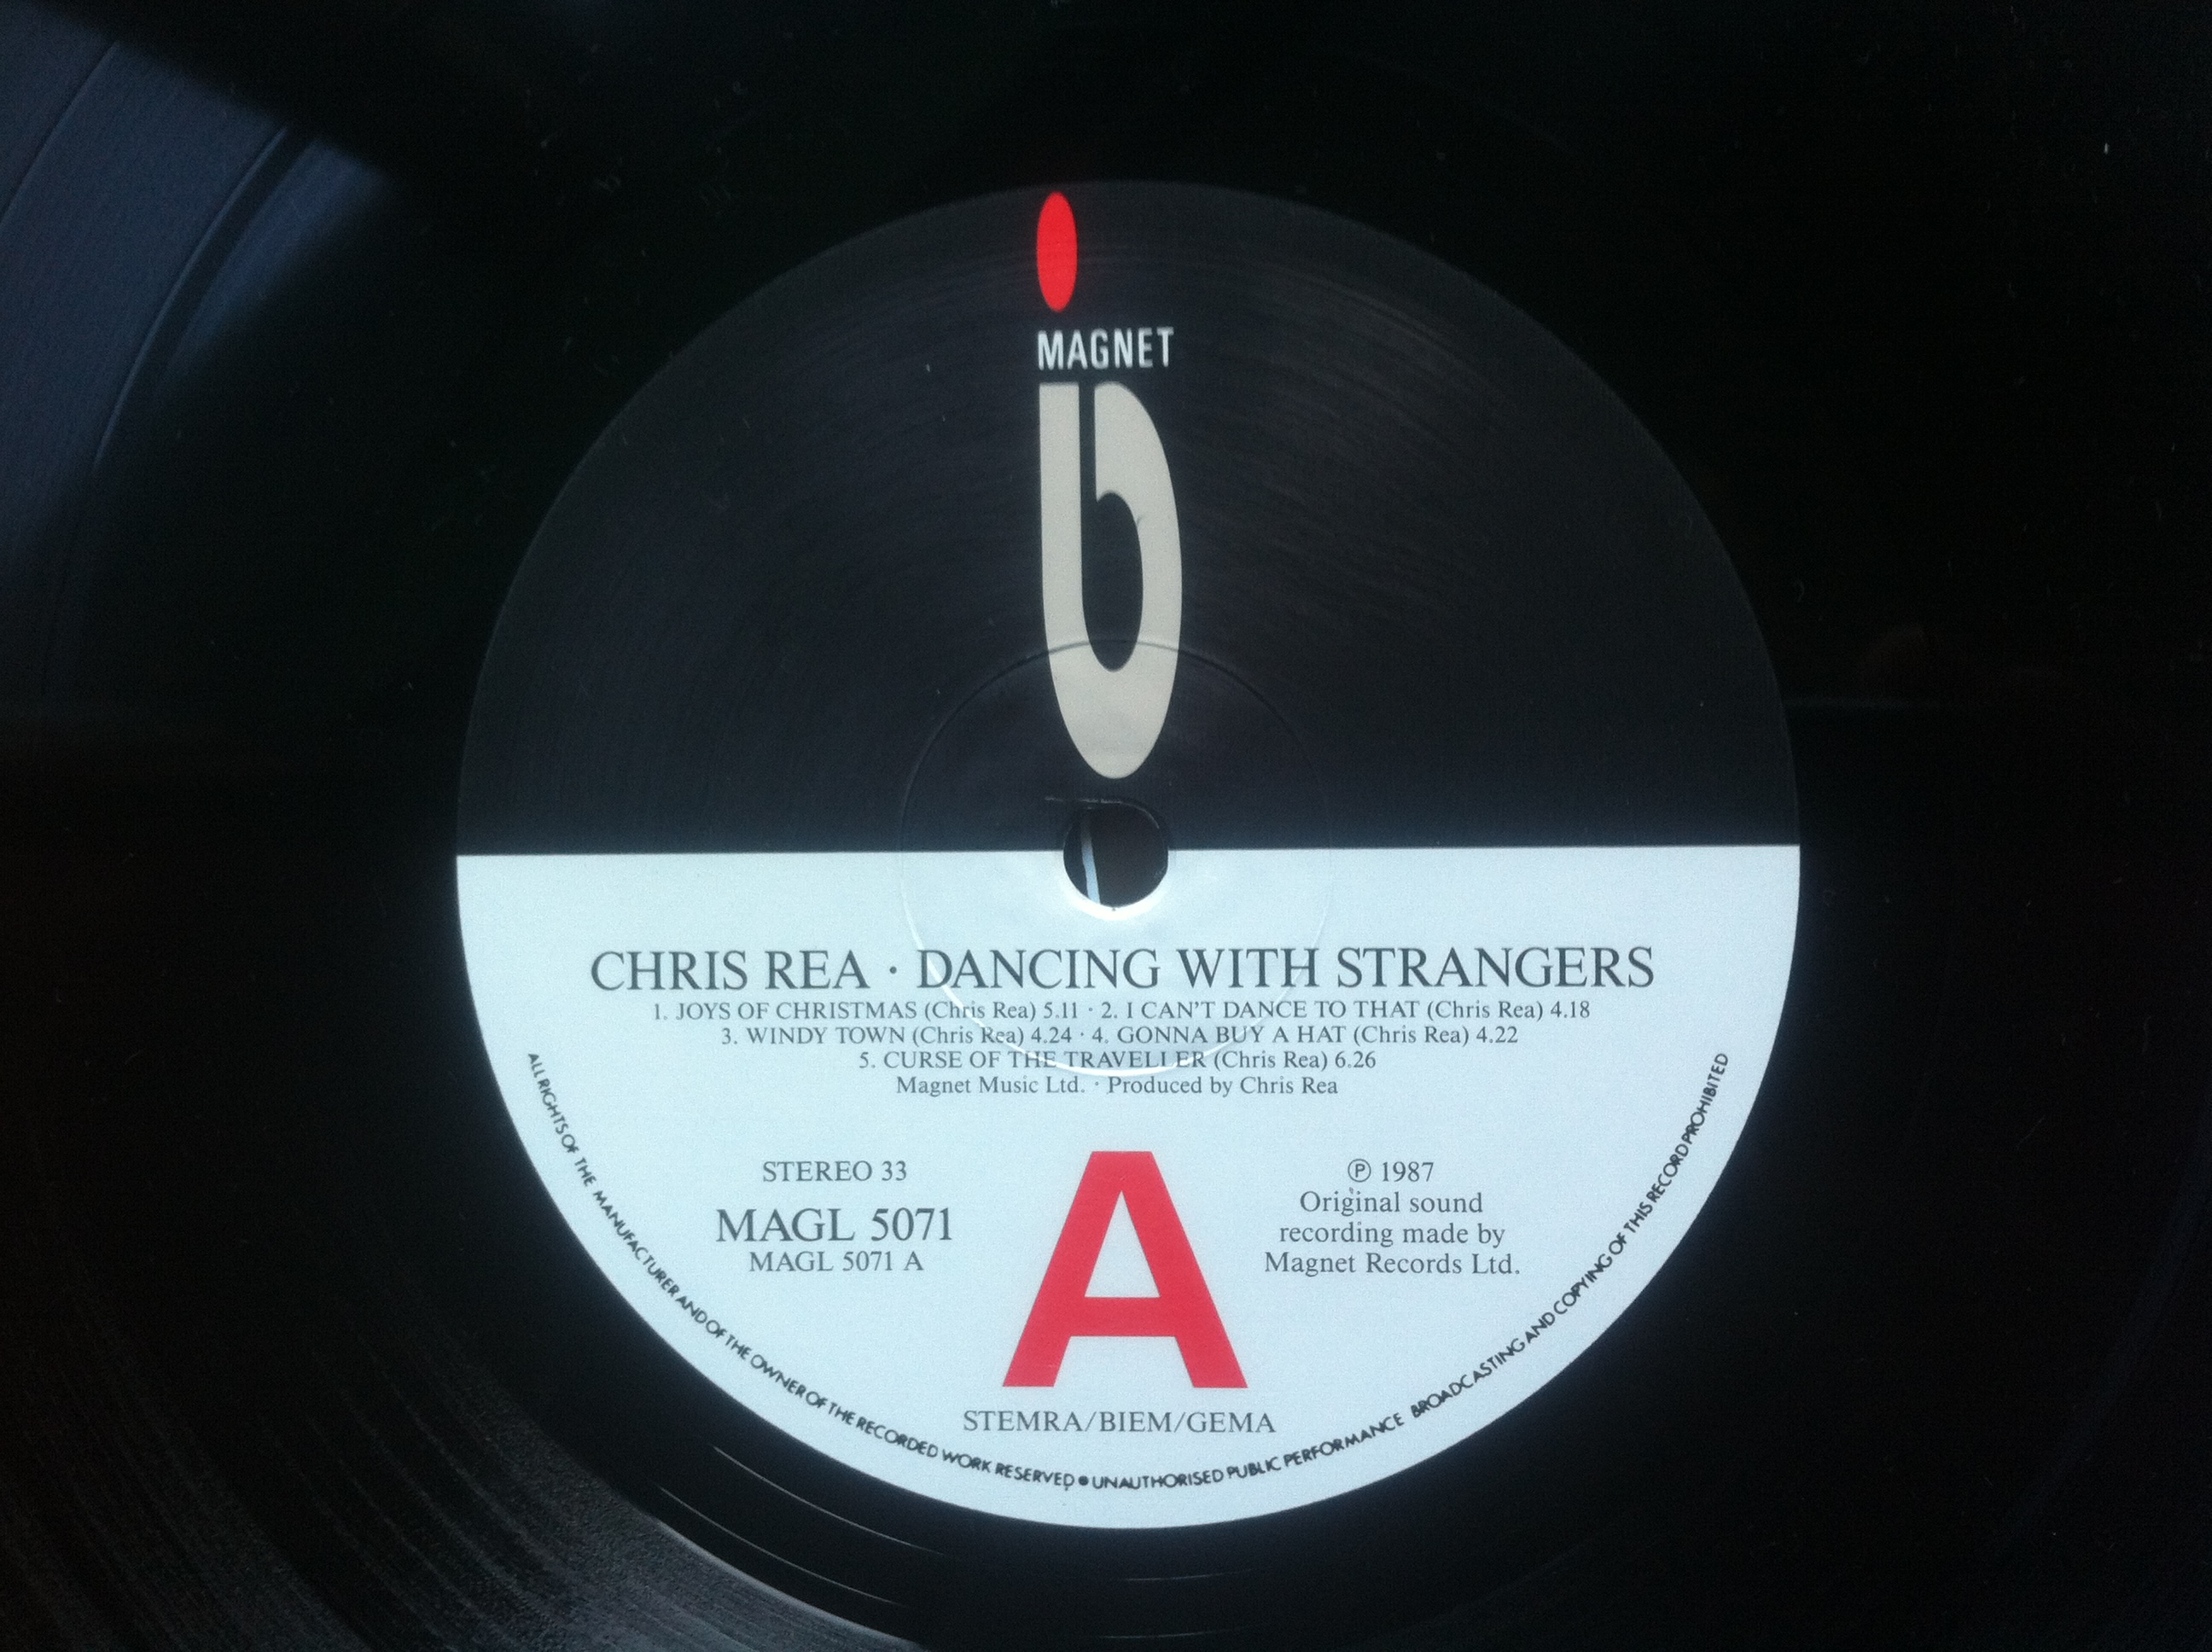 MAGNET
CHRIS REA · DANCING WITH STRANGERS
1. JOYS OF CHRISTMAS (Chris Rea) 5.11 · 2. I CAN'T DANCE TO THAT (Chris Rea) 4.18
3. WINDY TOWN (Chris Rea) 4.24 · 4. GONNA BUY A HAT (Chris Rea) 4.22
5. CURSE OF THE TRAVELLER (Chris Rea) 6.26
Magnet Music Ltd. · Produced by Chris Rea
STEREO 33
MAGL 5071
MAGL 5071 A
A
℗ 1987
Original sound
recording made by
Magnet Records Ltd.
STEMRA/BIEM/GEMA
ALL RIGHTS OF THE MANUFACTURER AND OF THE OWNER OF THE RECORDED WORK RESERVED ● UNAUTHORISED PUBLIC PERFORMANCE BROADCASTING AND COPYING OF THIS RECORD PROHIBITED